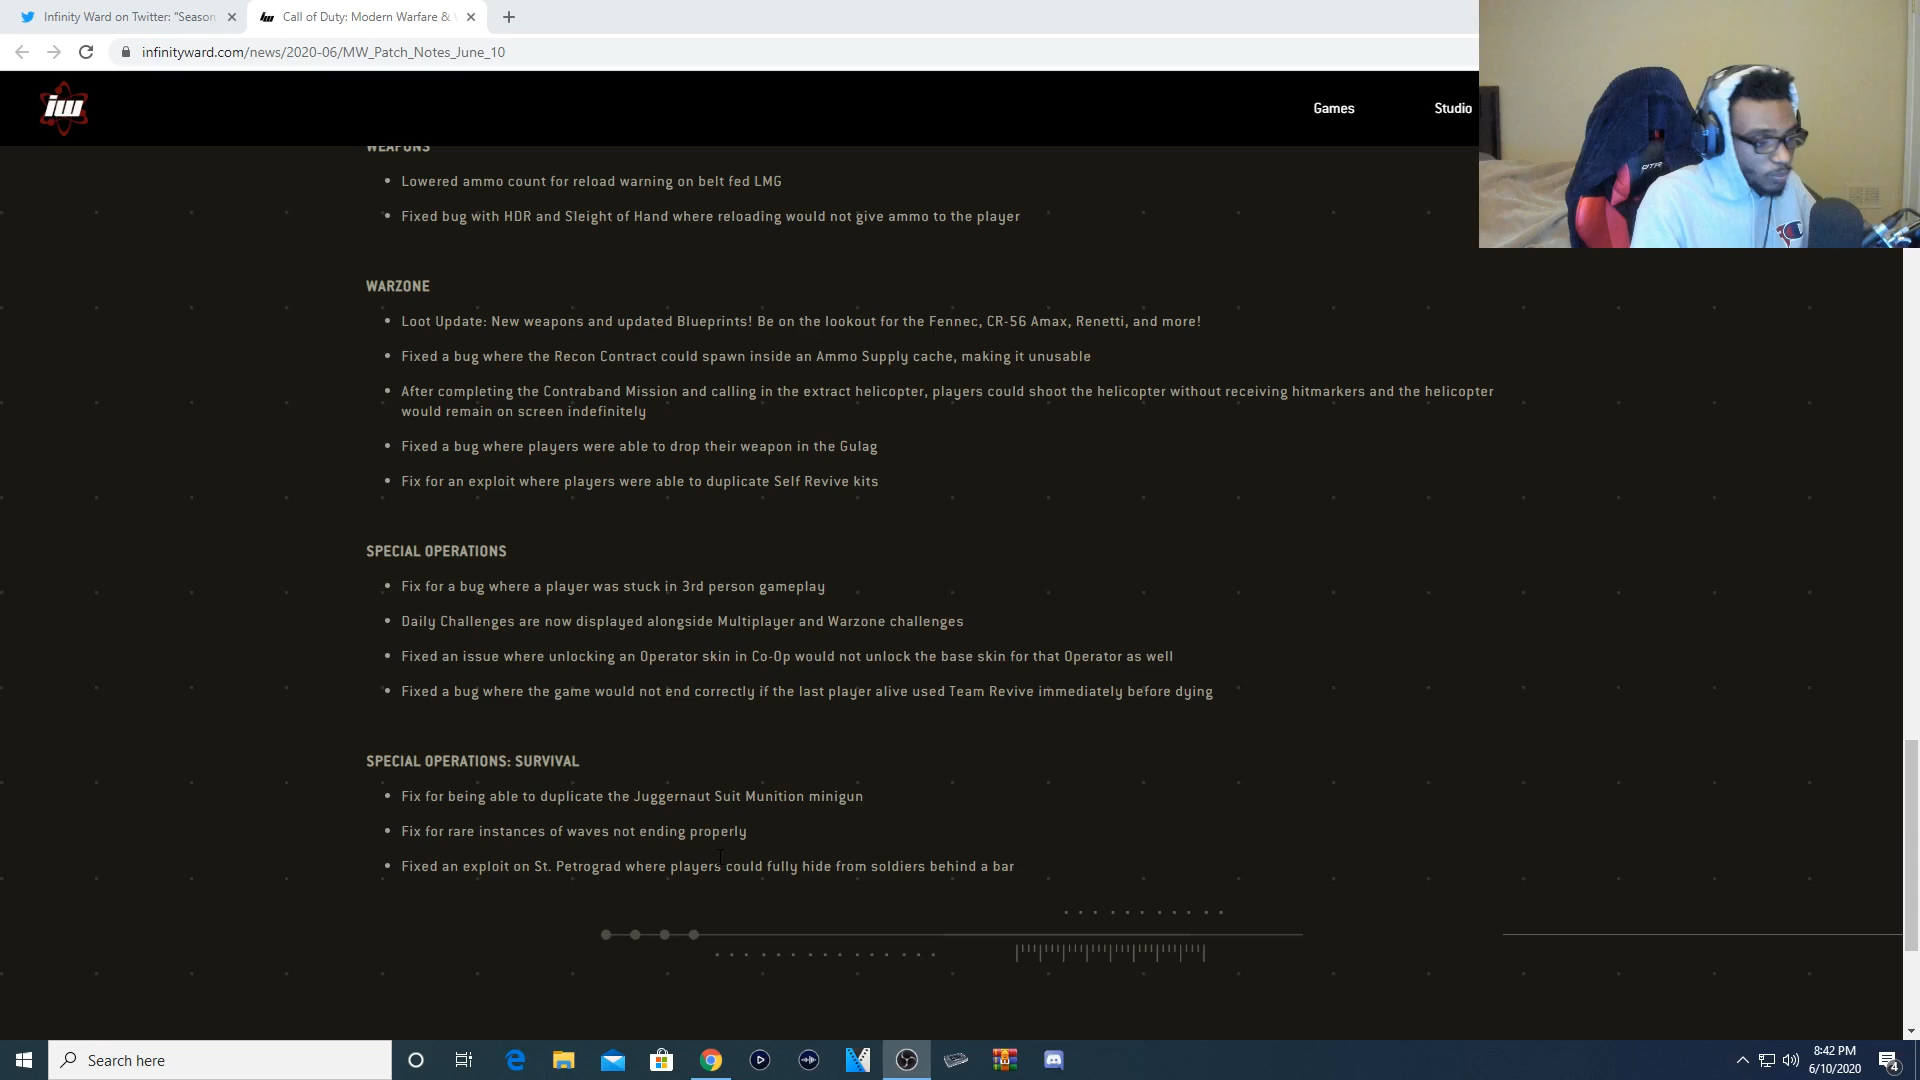 Infinity Ward on Twitter: "Season
Call of Duty: Modern Warfare &
infinityward.com/news/2020-06/MW_Patch_Notes_June_10
iw
Games
Studio
WEAPONS
Lowered ammo count for reload warning on belt fed LMG
Fixed bug with HDR and Sleight of Hand where reloading would not give ammo to the player
WARZONE
Loot Update: New weapons and updated Blueprints! Be on the lookout for the Fennec, CR-56 Amax, Renetti, and more!
Fixed a bug where the Recon Contract could spawn inside an Ammo Supply cache, making it unusable
After completing the Contraband Mission and calling in the extract helicopter, players could shoot the helicopter without receiving hitmarkers and the helicopter
would remain on screen indefinitely
Fixed a bug where players were able to drop their weapon in the Gulag
Fix for an exploit where players were able to duplicate Self Revive kits
SPECIAL OPERATIONS
Fix for a bug where a player was stuck in 3rd person gameplay
Daily Challenges are now displayed alongside Multiplayer and Warzone challenges
Fixed an issue where unlocking an Operator skin in Co-Op would not unlock the base skin for that Operator as well
Fixed a bug where the game would not end correctly if the last player alive used Team Revive immediately before dying
SPECIAL OPERATIONS: SURVIVAL
Fix for being able to duplicate the Juggernaut Suit Munition minigun
Fix for rare instances of waves not ending properly
Fixed an exploit on St. Petrograd where players could fully hide from soldiers behind a bar
Search here
8:42 PM
6/10/2020
4